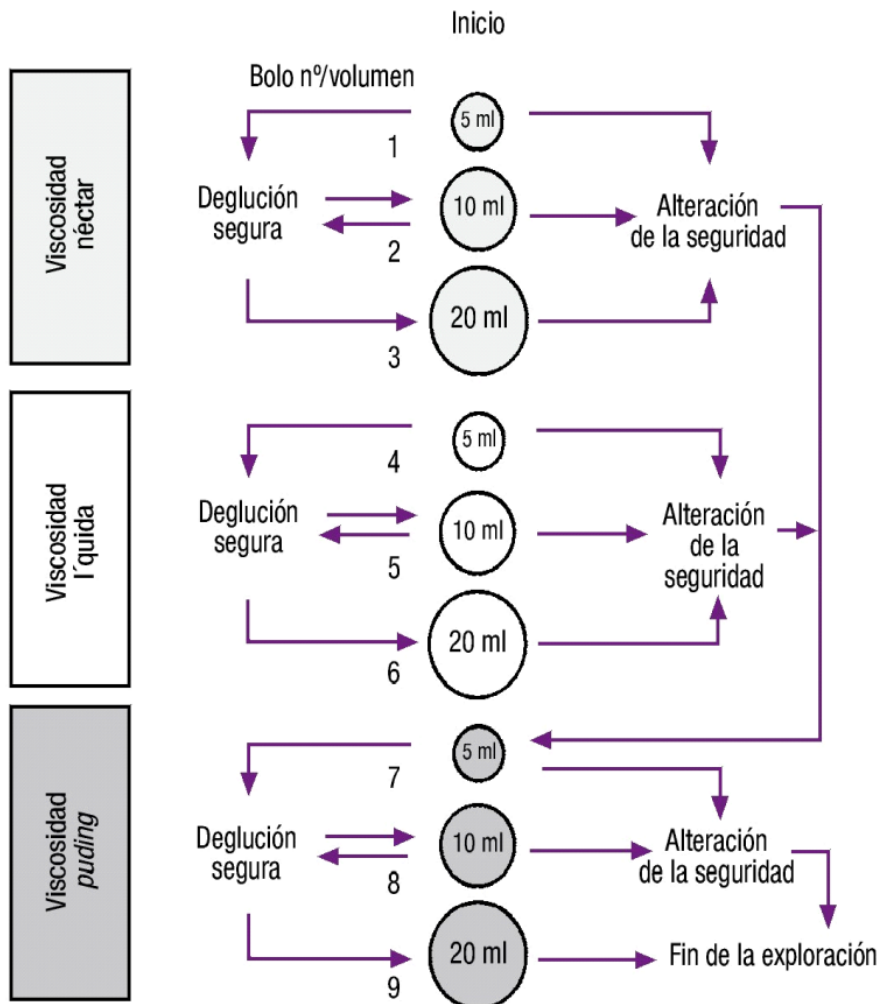 Inicio
Bolo nº/volumen
Viscosidad
néctar
5 ml
1
Deglución
segura
10 ml
2
Alteración
de la seguridad
20 ml
3
Viscosidad
l´quida
5 ml
4
Deglución
segura
10 ml
5
Alteración
de la
seguridad
20 ml
6
Viscosidad
puding
5 ml
7
Deglución
segura
10 ml
8
Alteración
de la seguridad
20 ml
9
Fin de la exploración